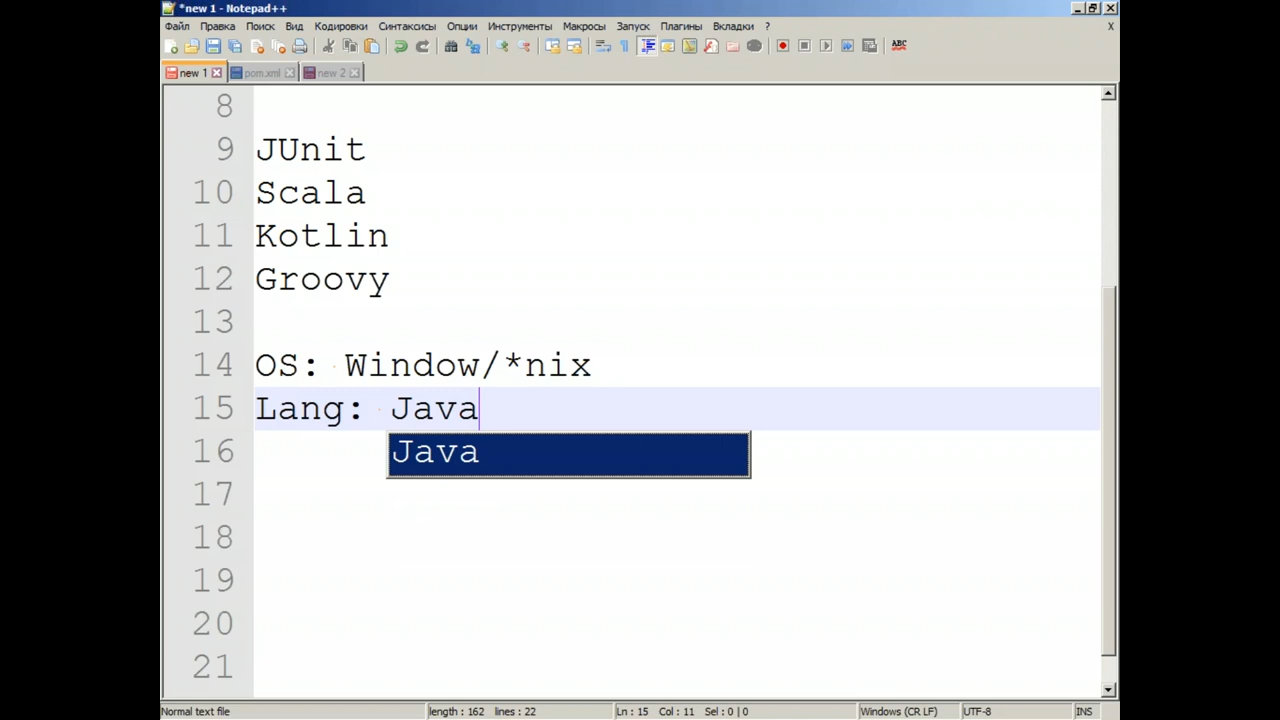 *new 1 - Notepad++
Файл Правка Поиск Вид Кодировки Синтаксисы Опции Инструменты Макросы Запуск Плагины Вкладки ? X
ABC
new 1 pom.xml new 2
8
9 JUnit
10 Scala
11 Kotlin
12 Groovy
13
14 OS: Window/*nix
15 Lang: Java
16 Java
17
18
19
20
21
Normal text file length : 162 lines : 22 Ln : 15 Col : 11 Sel : 0 | 0 Windows (CR LF) UTF-8 INS